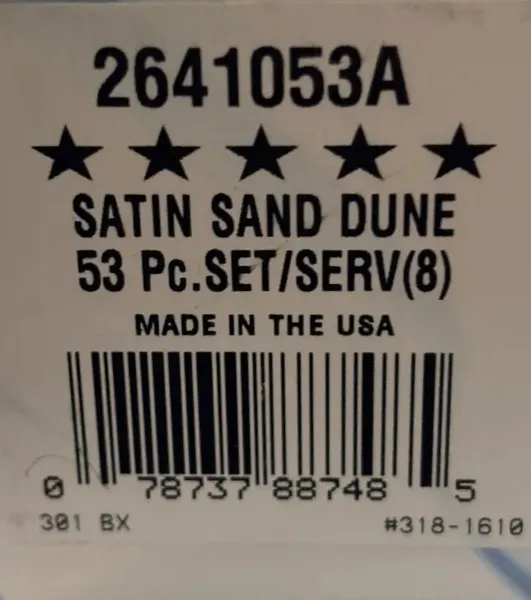 2641053A
★ ★ ★ ★ ★
SATIN SAND DUNE
53 Pc.SET/SERV(8)
MADE IN THE USA
0 78737 88748 5
301 BX #318-1610